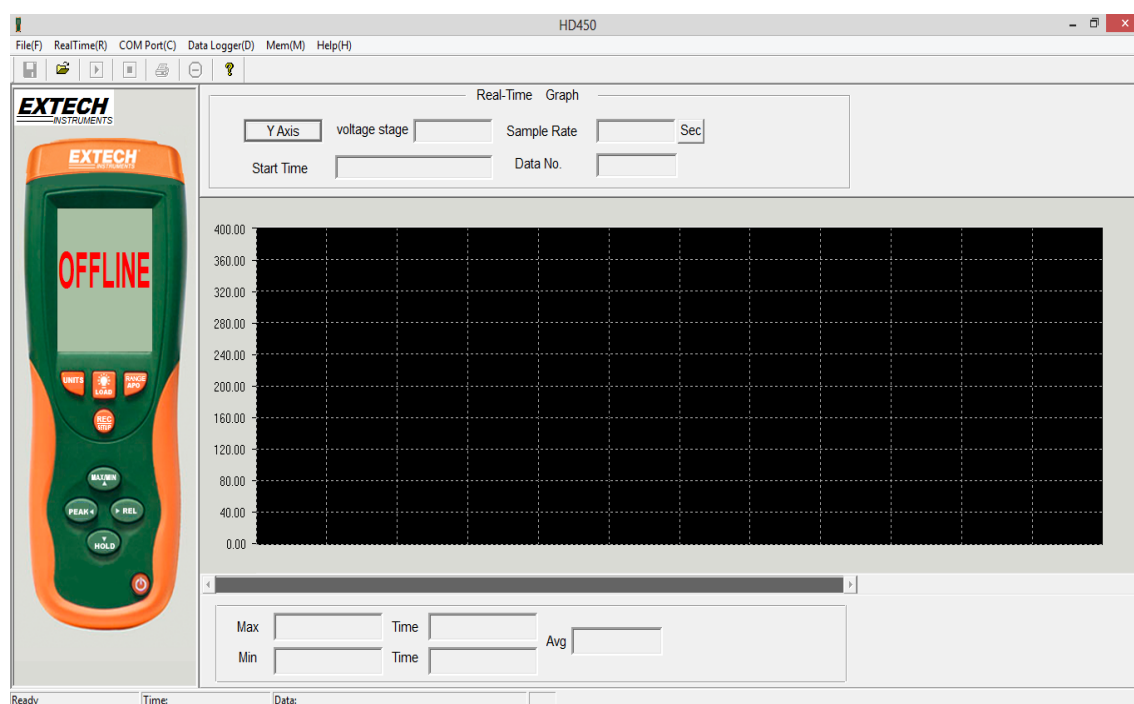 HD450
File(F) RealTime(R) COM Port(C) Data Logger(D) Mem(M) Help(H)
EXTECH
INSTRUMENTS
EXTECH
INSTRUMENTS
OFFLINE
UNITS
LOAD
RANGE
APO
REC
SETUP
MAX/MIN
PEAK
REL
HOLD
Real-Time Graph
Y Axis voltage stage Sample Rate Sec
Start Time Data No.
400.00
360.00
320.00
280.00
240.00
200.00
160.00
120.00
80.00
40.00
0.00
Max Time Avg
Min Time
Ready Time: Data: